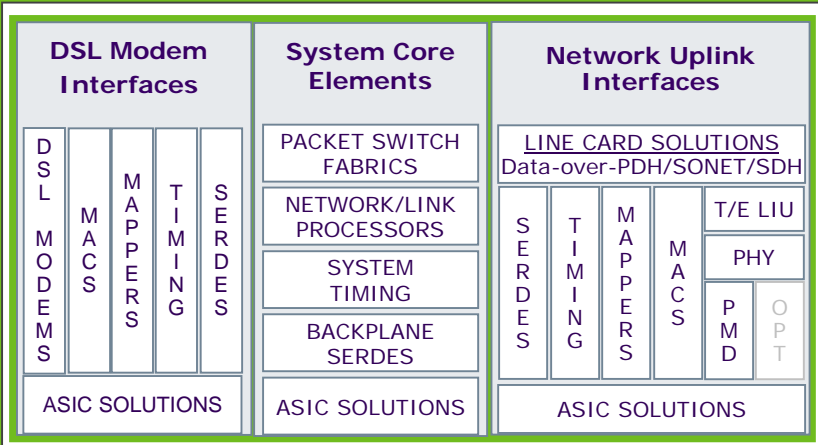 DSL Modem
Interfaces
DSL MODEMS
MACS
MAPPERS
TIMING
SERDES
ASIC SOLUTIONS
System Core
Elements
PACKET SWITCH
FABRICS
NETWORK/LINK
PROCESSORS
SYSTEM
TIMING
BACKPLANE
SERDES
ASIC SOLUTIONS
Network Uplink
Interfaces
LINE CARD SOLUTIONS
Data-over-PDH/SONET/SDH
SERDES
TIMING
MAPPERS
MACS
T/E LIU
PHY
PMD
OPT
ASIC SOLUTIONS